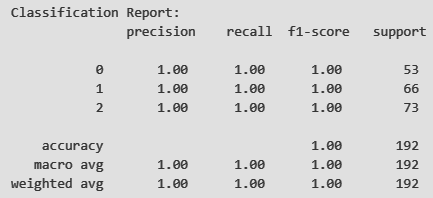 Classification Report:
precision recall f1-score support
0 1.00 1.00 1.00 53
1 1.00 1.00 1.00 66
2 1.00 1.00 1.00 73
accuracy 1.00 192
macro avg 1.00 1.00 1.00 192
weighted avg 1.00 1.00 1.00 192